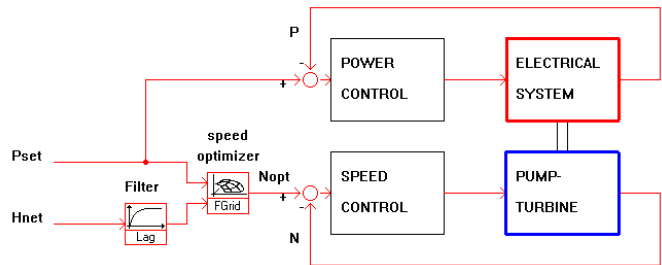 P
-
POWER
CONTROL
ELECTRICAL
SYSTEM
+
speed
optimizer
Pset
Nopt
SPEED
CONTROL
PUMP-
TURBINE
Filter
FGrid
+
-
Hnet
Lag
N